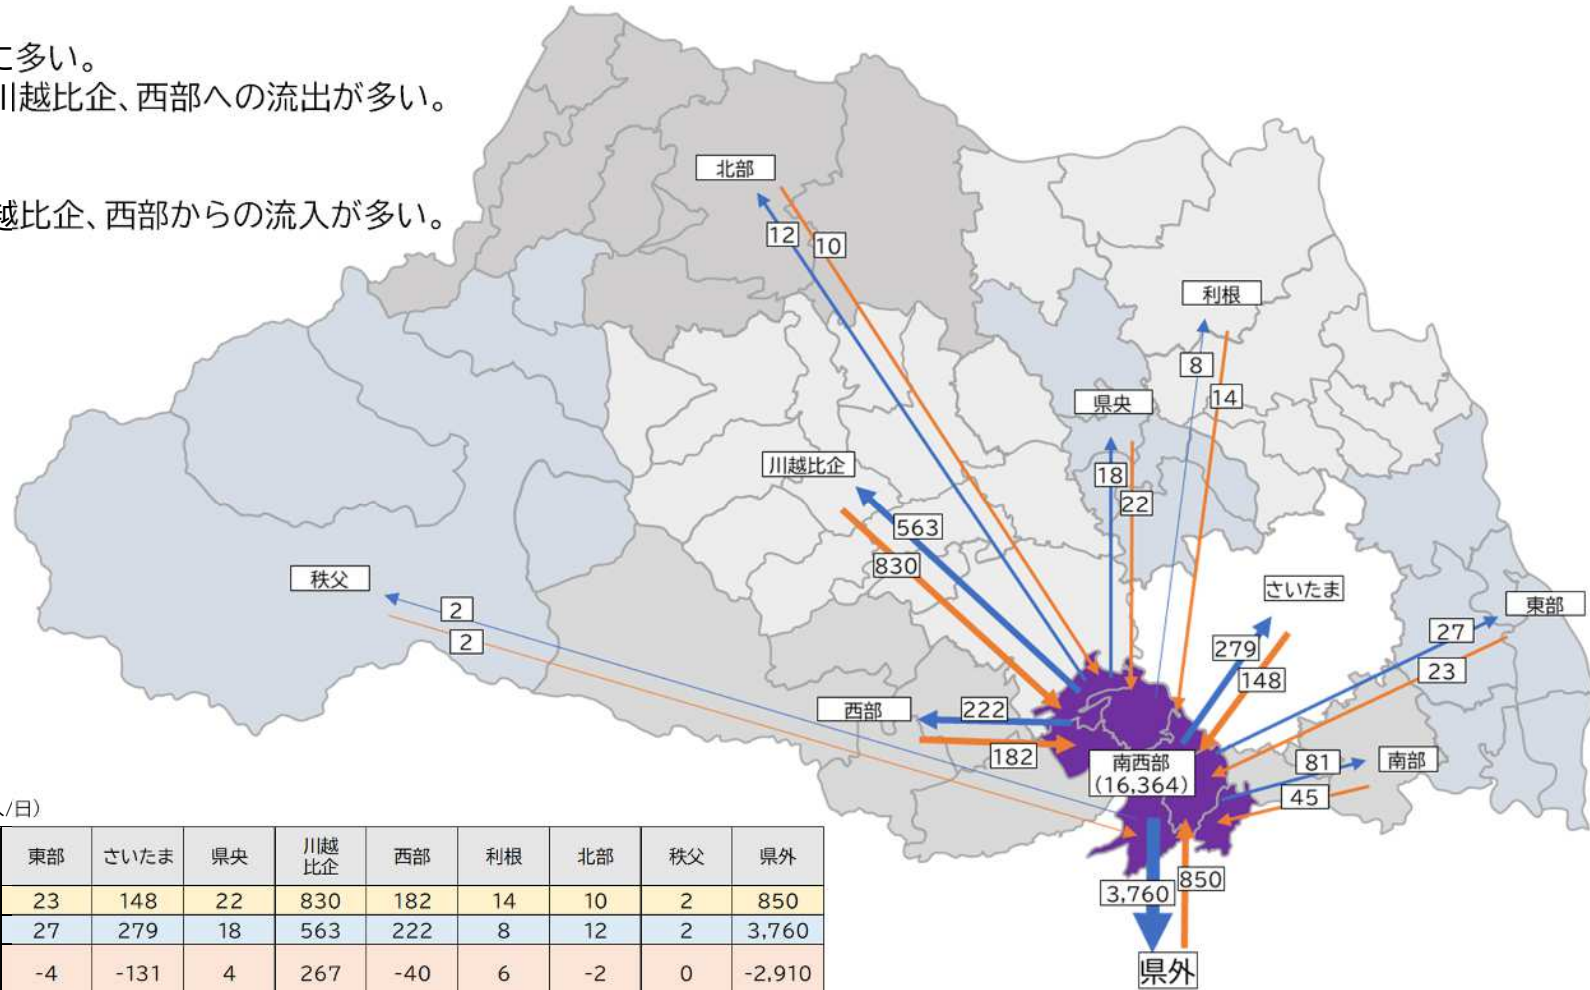 に多い。
川越比企、西部への流出が多い。
越比企、西部からの流入が多い。
北部
12
10
利根
8
14
県央
18
22
川越比企
563
830
秩父
2
2
さいたま
279
148
東部
27
23
西部
222
182
南西部
(16,364)
81
南部
45
3,760
850
県外
人/日)
東部 さいたま 県央 川越比企 西部 利根 北部 秩父 県外
23 148 22 830 182 14 10 2 850
27 279 18 563 222 8 12 2 3,760
-4 -131 4 267 -40 6 -2 0 -2,910